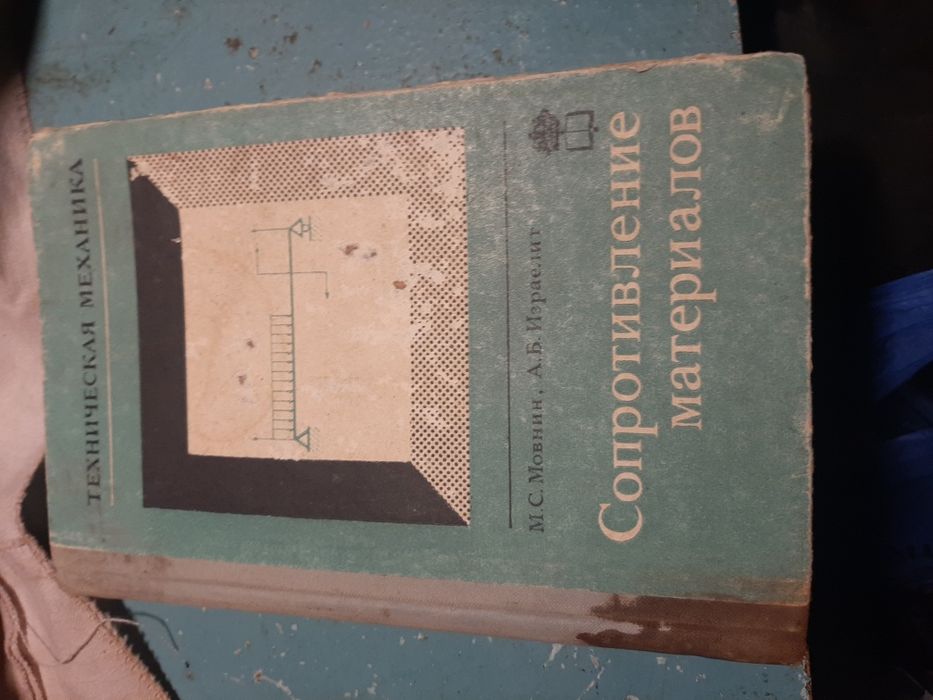 ТЕХНИЧЕСКАЯ МЕХАНИКА
М.С. Мовнин, А.Б. Израелит
Сопротивление
материалов